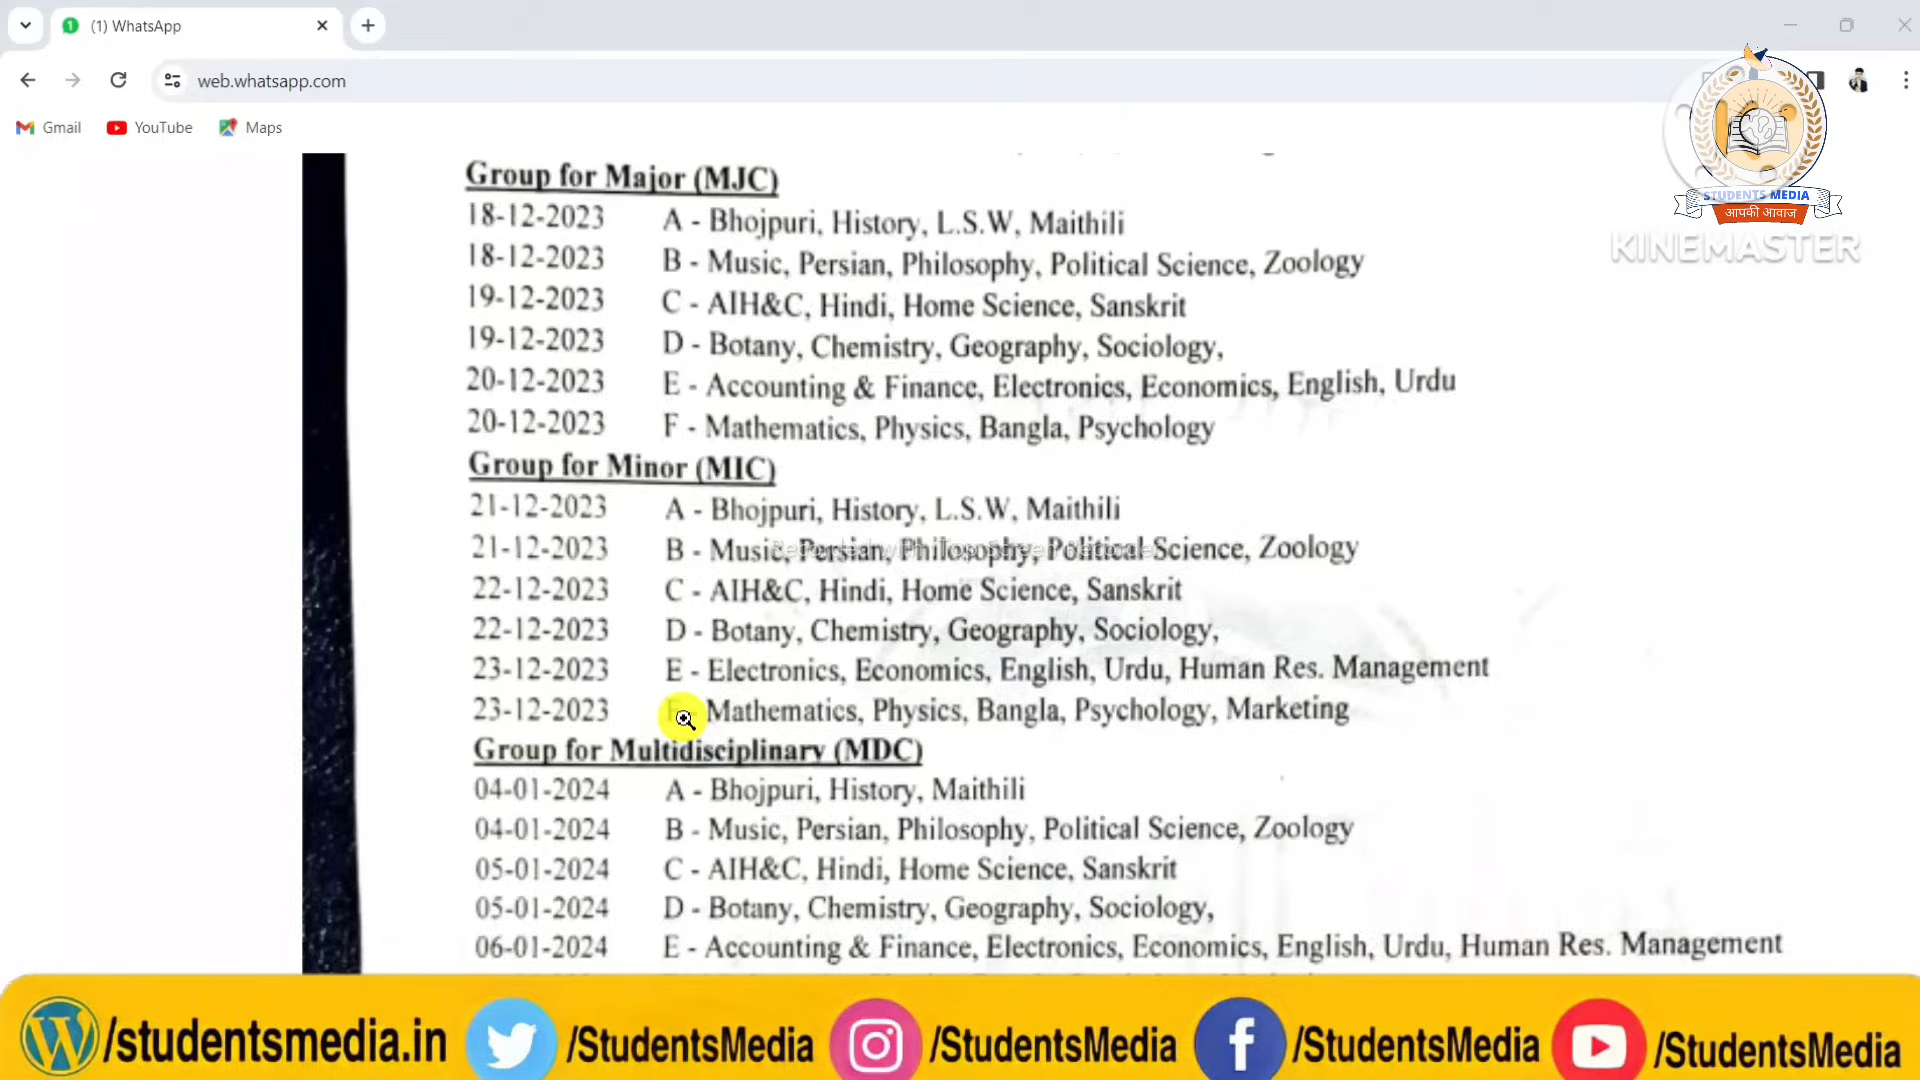 (1) WhatsApp
web.whatsapp.com
Gmail YouTube Maps
STUDENTS MEDIA
आपकी आवाज
KINEMASTER
Group for Major (MJC)
18-12-2023 A - Bhojpuri, History, L.S.W, Maithili
18-12-2023 B - Music, Persian, Philosophy, Political Science, Zoology
19-12-2023 C - AIH&C, Hindi, Home Science, Sanskrit
19-12-2023 D - Botany, Chemistry, Geography, Sociology,
20-12-2023 E - Accounting & Finance, Electronics, Economics, English, Urdu
20-12-2023 F - Mathematics, Physics, Bangla, Psychology
Group for Minor (MIC)
21-12-2023 A - Bhojpuri, History, L.S.W, Maithili
21-12-2023 B - Music, Persian, Philosophy, Political Science, Zoology
22-12-2023 C - AIH&C, Hindi, Home Science, Sanskrit
22-12-2023 D - Botany, Chemistry, Geography, Sociology,
23-12-2023 E - Electronics, Economics, English, Urdu, Human Res. Management
23-12-2023 - Mathematics, Physics, Bangla, Psychology, Marketing
Group for Multidisciplinary (MDC)
04-01-2024 A - Bhojpuri, History, Maithili
04-01-2024 B - Music, Persian, Philosophy, Political Science, Zoology
05-01-2024 C - AIH&C, Hindi, Home Science, Sanskrit
05-01-2024 D - Botany, Chemistry, Geography, Sociology,
06-01-2024 E - Accounting & Finance, Electronics, Economics, English, Urdu, Human Res. Management
/studentsmedia.in /StudentsMedia /StudentsMedia /StudentsMedia /StudentsMedia